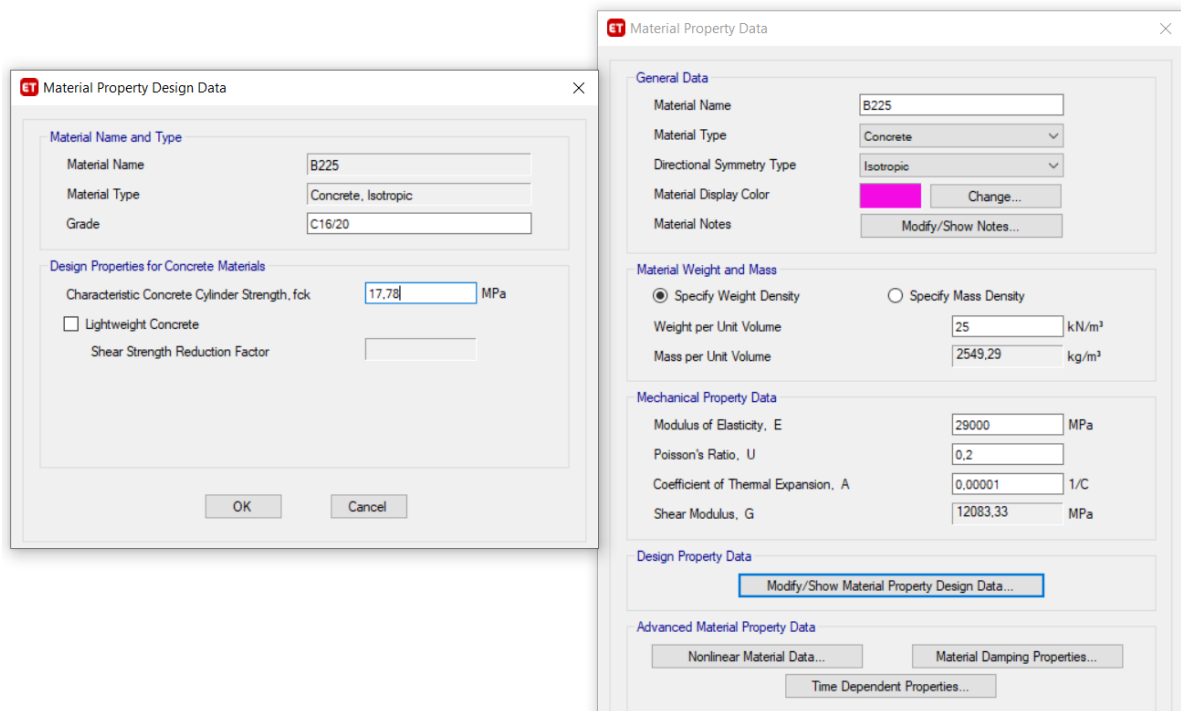 ET Material Property Design Data
Material Name and Type
Material Name B225
Material Type Concrete, Isotropic
Grade C16/20
Design Properties for Concrete Materials
Characteristic Concrete Cylinder Strength, fck 17,78 MPa
Lightweight Concrete
Shear Strength Reduction Factor
OK Cancel
ET Material Property Data
General Data
Material Name B225
Material Type Concrete
Directional Symmetry Type Isotropic
Material Display Color Change...
Material Notes Modify/Show Notes...
Material Weight and Mass
Specify Weight Density Specify Mass Density
Weight per Unit Volume 25 kN/m³
Mass per Unit Volume 2549,29 kg/m³
Mechanical Property Data
Modulus of Elasticity, E 29000 MPa
Poisson's Ratio, U 0,2
Coefficient of Thermal Expansion, A 0,00001 1/C
Shear Modulus, G 12083,33 MPa
Design Property Data
Modify/Show Material Property Design Data...
Advanced Material Property Data
Nonlinear Material Data... Material Damping Properties...
Time Dependent Properties...